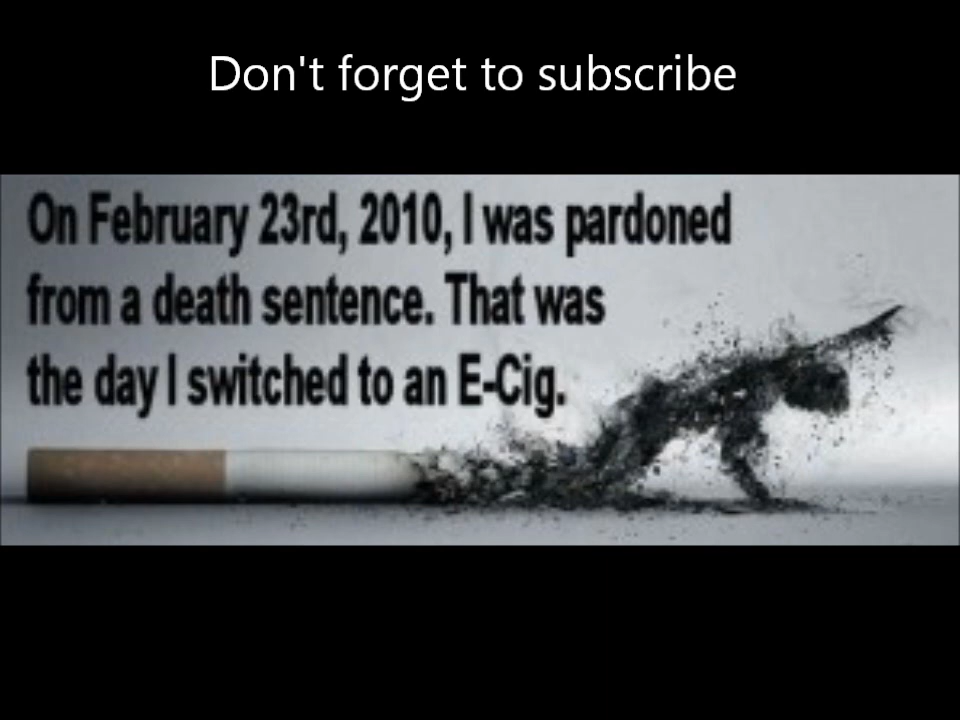 Don't forget to subscribe
On February 23rd, 2010, I was pardoned
from a death sentence. That was
the day I switched to an E-Cig.